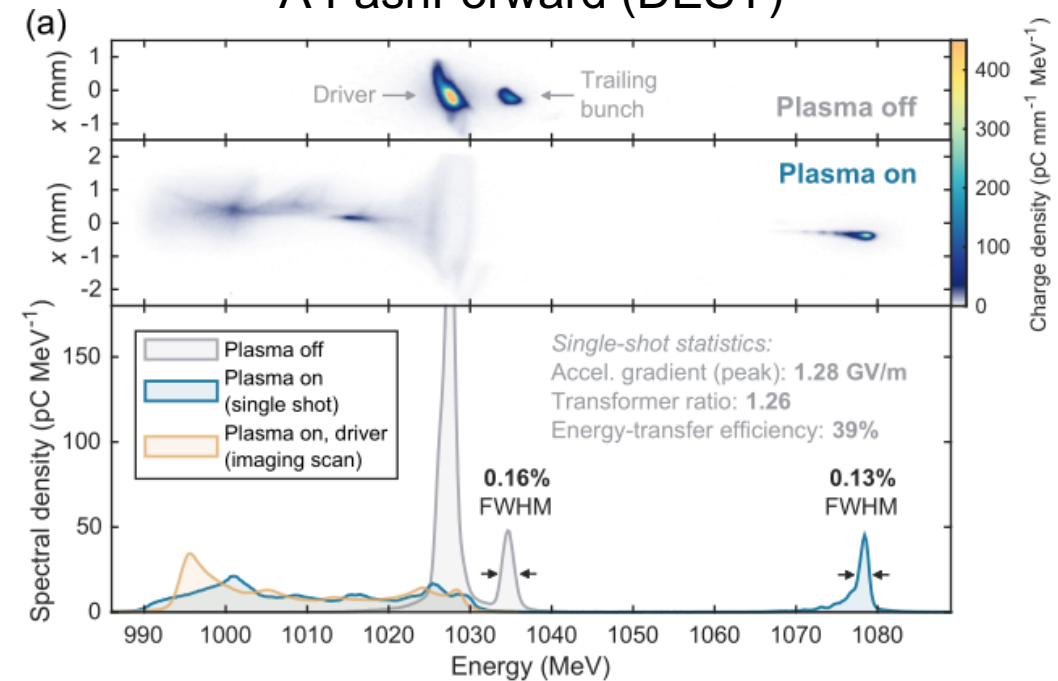 A FlashForward (DESY)
(a)
1
0
-1
x (mm)
Driver
Trailing
bunch
Plasma off
2
1
0
-1
-2
x (mm)
Plasma on
400
300
200
100
0
Charge density (pC mm⁻¹ MeV⁻¹)
150
100
50
0
Spectral density (pC MeV⁻¹)
Plasma off
Plasma on
(single shot)
Plasma on, driver
(imaging scan)
Single-shot statistics:
Accel. gradient (peak): 1.28 GV/m
Transformer ratio: 1.26
Energy-transfer efficiency: 39%
0.16%
FWHM
0.13%
FWHM
990 1000 1010 1020 1030 1040 1050 1060 1070 1080
Energy (MeV)